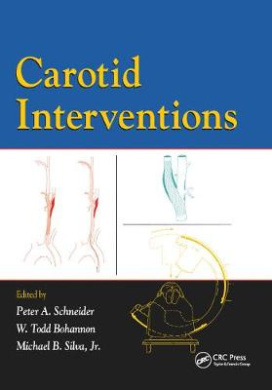 Carotid
Interventions
Edited by
Peter A. Schneider
W. Todd Bohannon
Michael B. Silva, Jr.
CRC Press
Taylor & Francis Group